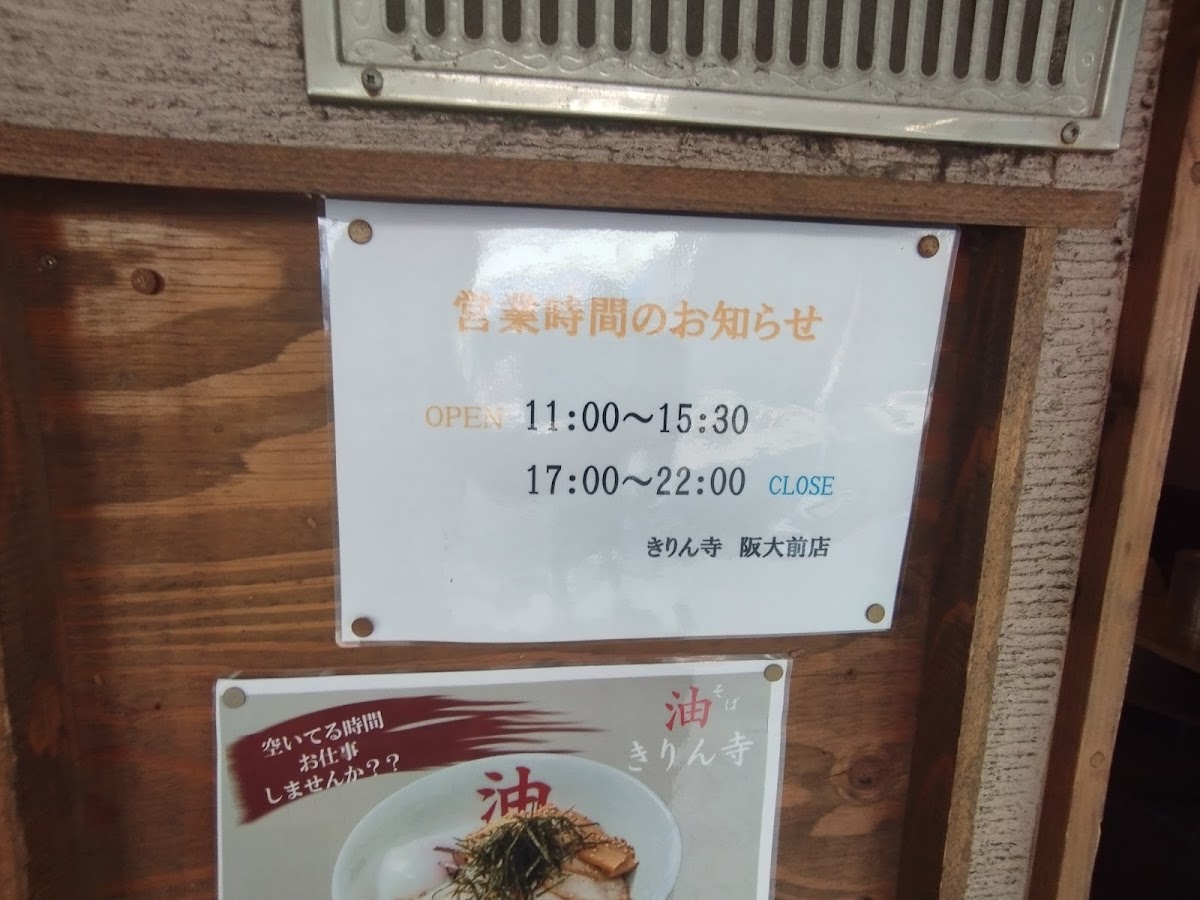 営業時間のお知らせ
OPEN 11:00～15:30
17:00～22:00 CLOSE
きりん寺 阪大前店
空いてる時間
お仕事
しませんか？？
油そば
きりん寺
油